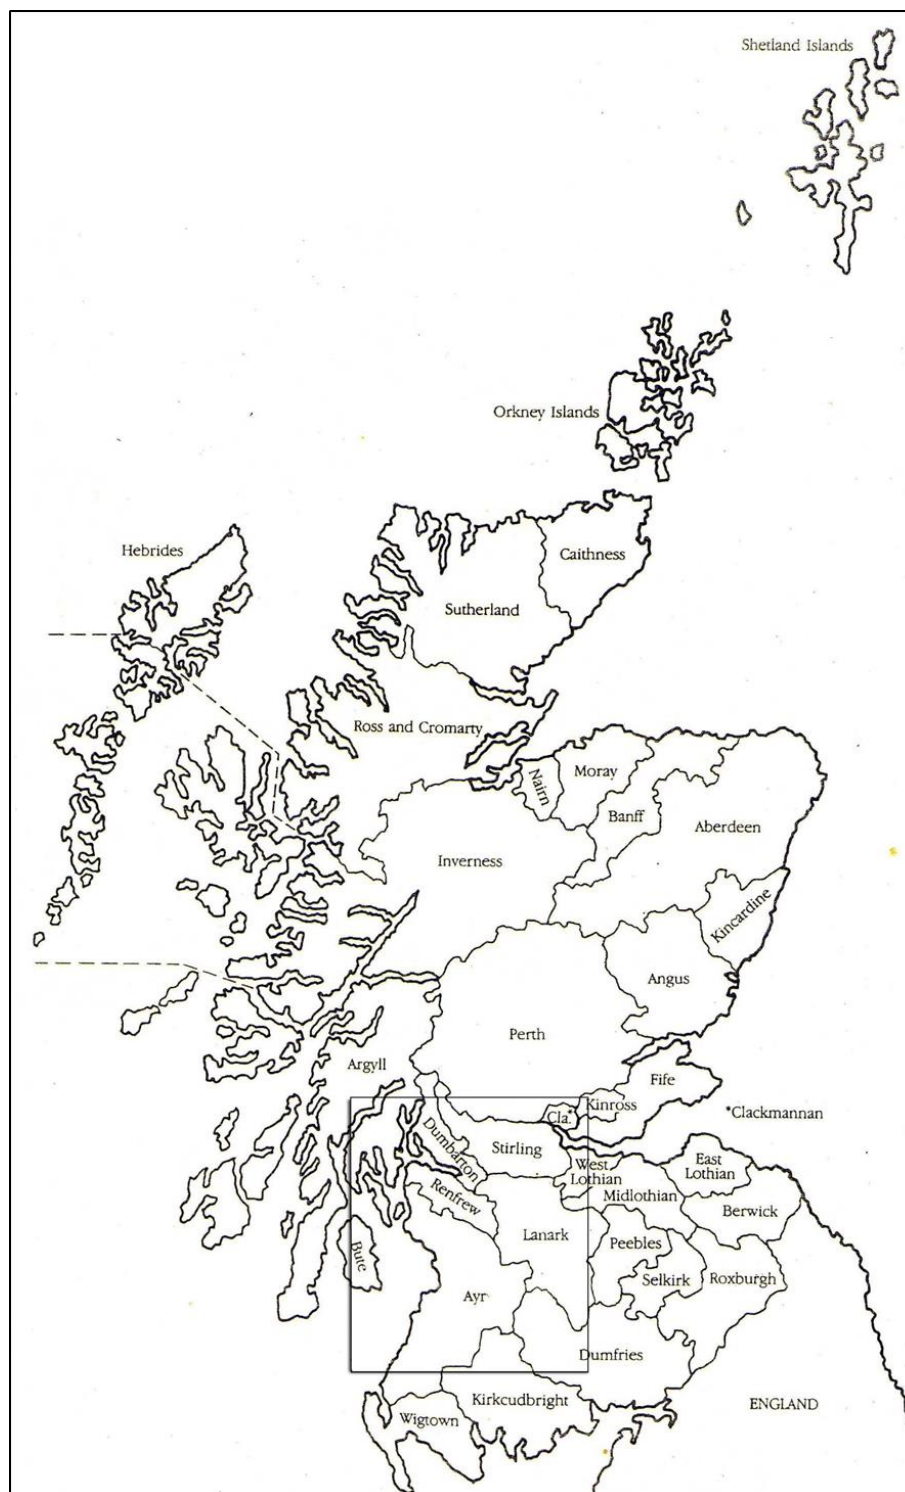 Shetland Islands
Orkney Islands
Hebrides
Caithness
Sutherland
Ross and Cromarty
Nairn
Moray
Banff
Aberdeen
Inverness
Kincardine
Angus
Perth
Argyll
Fife
Kinross
Cla.*
*Clackmannan
Dumbarton
Stirling
West
Lothian
East
Lothian
Midlothian
Renfrew
Berwick
Lanark
Peebles
Bute
Selkirk
Roxburgh
Ayr
Dumfries
Kirkcudbright
Wigtown
ENGLAND